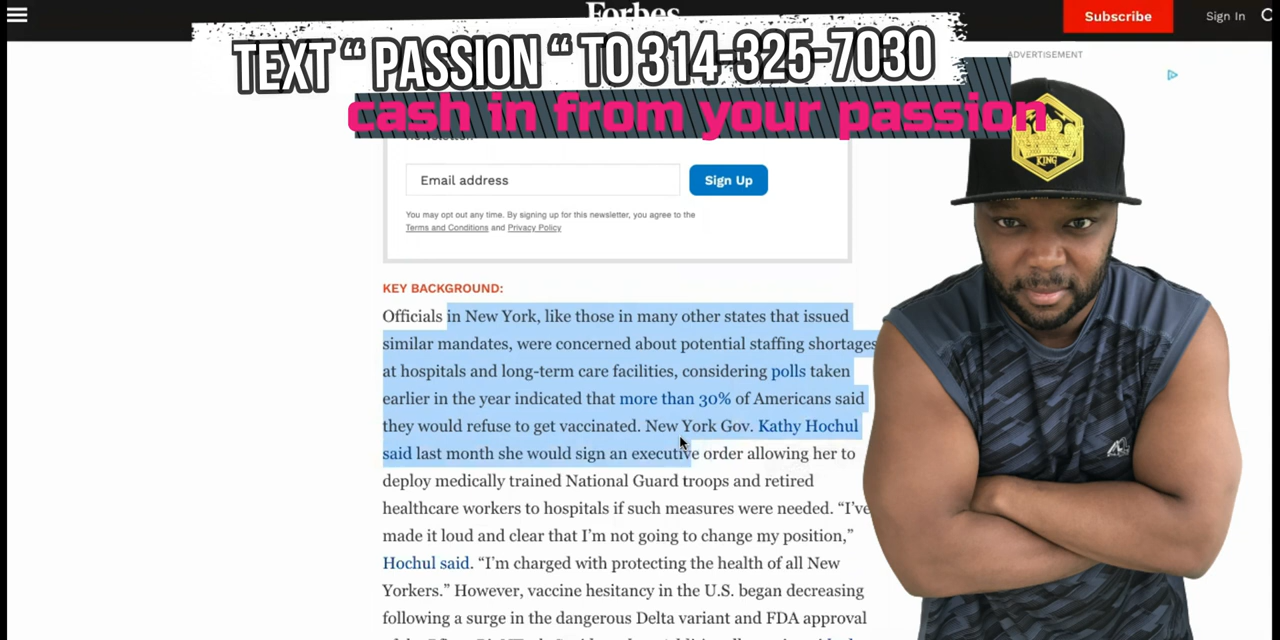 Forbes
Subscribe
Sign In
TEXT “ PASSION “ TO 314-325-7030
cash in from your passion
ADVERTISEMENT
KING
newsletter
Email address
Sign Up
You may opt out any time. By signing up for this newsletter, you agree to the
Terms and Conditions and Privacy Policy
KEY BACKGROUND:
Officials in New York, like those in many other states that issued
similar mandates, were concerned about potential staffing shortages
at hospitals and long-term care facilities, considering polls taken
earlier in the year indicated that more than 30% of Americans said
they would refuse to get vaccinated. New York Gov. Kathy Hochul
said last month she would sign an executive order allowing her to
deploy medically trained National Guard troops and retired
healthcare workers to hospitals if such measures were needed. “I’ve
made it loud and clear that I’m not going to change my position,”
Hochul said. “I’m charged with protecting the health of all New
Yorkers.” However, vaccine hesitancy in the U.S. began decreasing
following a surge in the dangerous Delta variant and FDA approval